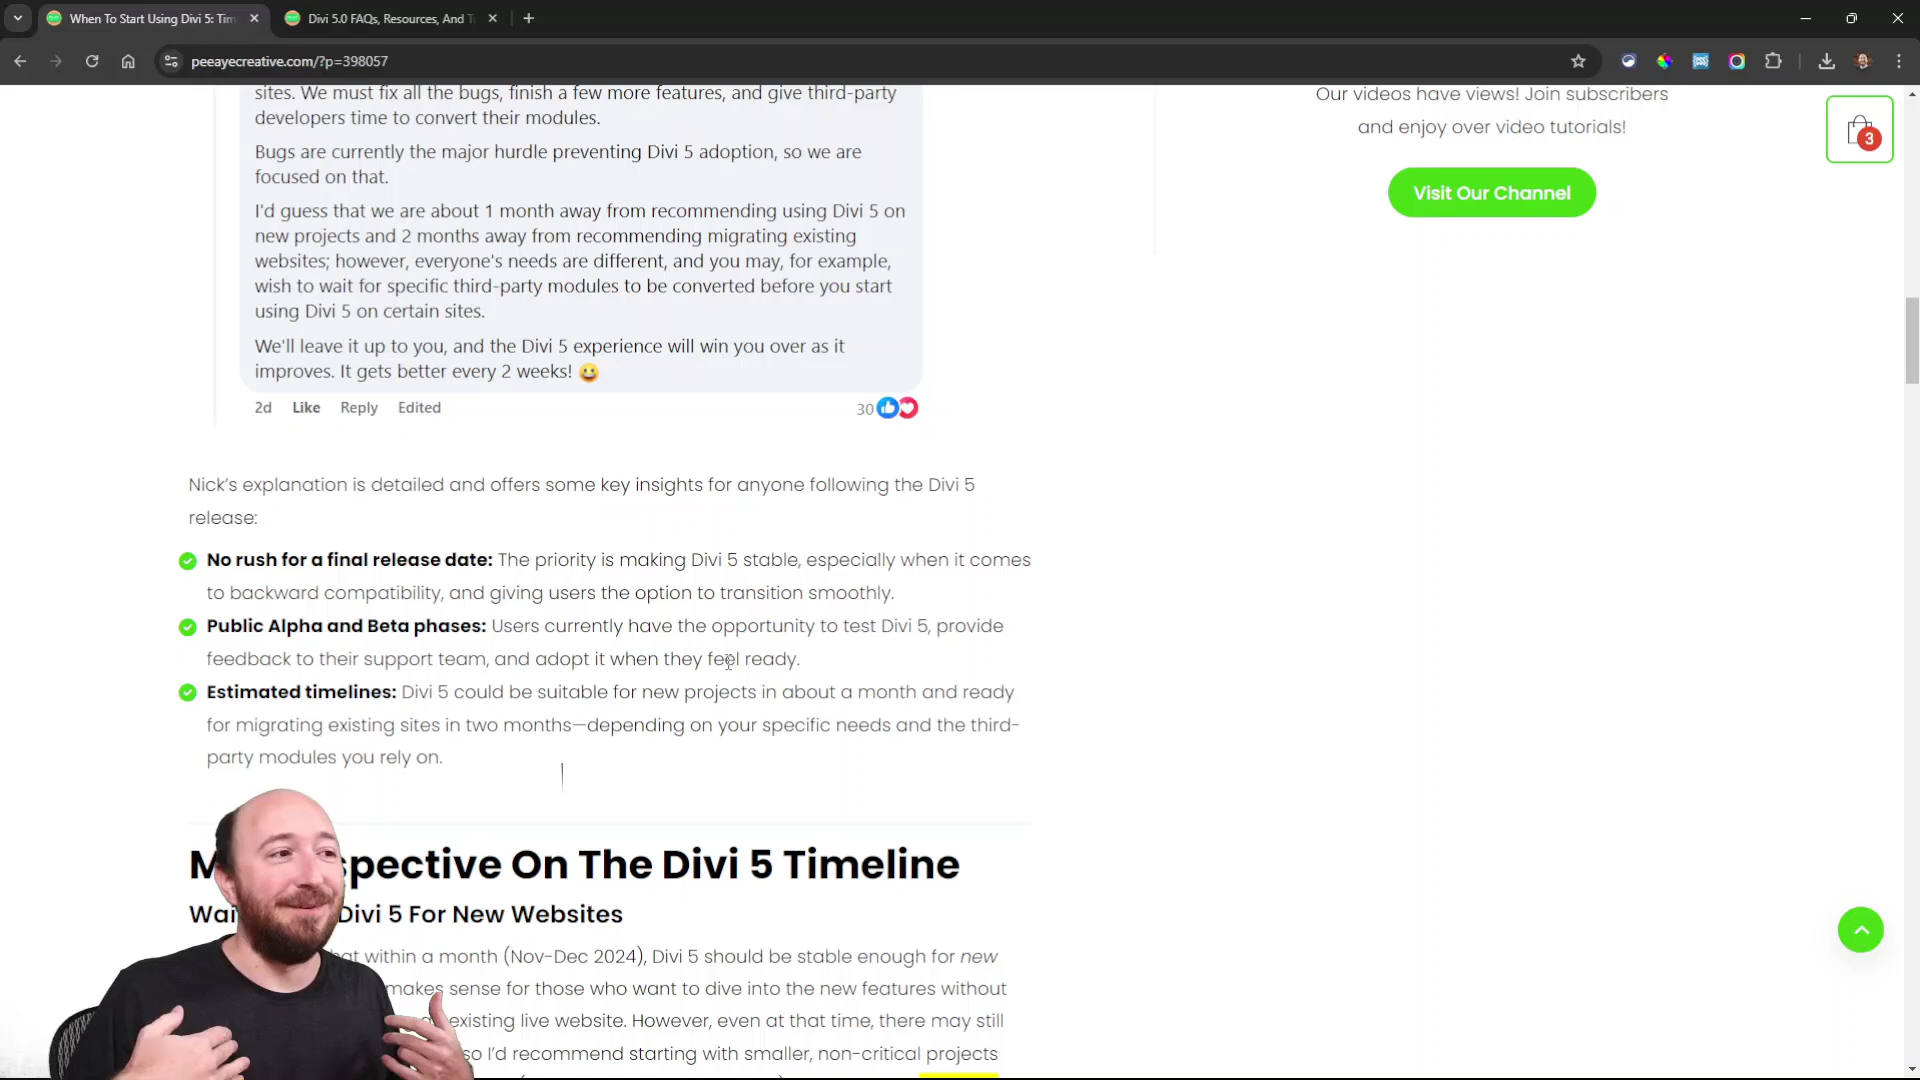 When To Start Using Divi 5: Tim
Divi 5.0 FAQs, Resources, And T
peeayecreative.com/?p=398057
sites. We must fix all the bugs, finish a few more features, and give third-party
developers time to convert their modules.
Bugs are currently the major hurdle preventing Divi 5 adoption, so we are
focused on that.
I'd guess that we are about 1 month away from recommending using Divi 5 on
new projects and 2 months away from recommending migrating existing
websites; however, everyone's needs are different, and you may, for example,
wish to wait for specific third-party modules to be converted before you start
using Divi 5 on certain sites.
We'll leave it up to you, and the Divi 5 experience will win you over as it
improves. It gets better every 2 weeks! 😀
2d Like Reply Edited 30
Our videos have views! Join subscribers
and enjoy over video tutorials!
Visit Our Channel
3
Nick's explanation is detailed and offers some key insights for anyone following the Divi 5
release:
No rush for a final release date: The priority is making Divi 5 stable, especially when it comes
to backward compatibility, and giving users the option to transition smoothly.
Public Alpha and Beta phases: Users currently have the opportunity to test Divi 5, provide
feedback to their support team, and adopt it when they feel ready.
Estimated timelines: Divi 5 could be suitable for new projects in about a month and ready
for migrating existing sites in two months—depending on your specific needs and the third-
party modules you rely on.
spective On The Divi 5 Timeline
Divi 5 For New Websites
within a month (Nov-Dec 2024), Divi 5 should be stable enough for new
makes sense for those who want to dive into the new features without
existing live website. However, even at that time, there may still
so I'd recommend starting with smaller, non-critical projects